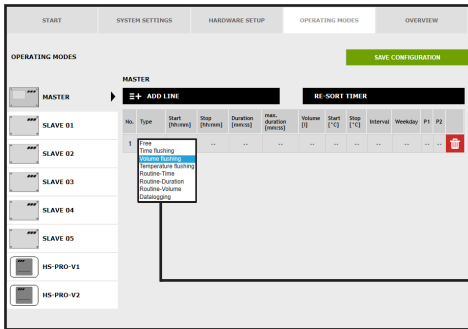 START SYSTEM SETTINGS HARDWARE SETUP OPERATING MODES OVERVIEW
OPERATING MODES
SAVE CONFIGURATION
MASTER
MASTER
ADD LINE
RE-SORT TIMER
No. Type Start [hh:mm] Stop [hh:mm] Duration [mm:ss] max. duration [mm:ss] Volume [l] Start [°C] Stop [°C] Interval Weekday P1 P2
1 -- -- -- -- -- -- -- -- -- -- --
Free
Time flushing
Volume flushing
Temperature flushing
Routine-Time
Routine-Duration
Routine-Volume
Datalogging
SLAVE 01
SLAVE 02
SLAVE 03
SLAVE 04
SLAVE 05
HS-PRO-V1
HS-PRO-V2